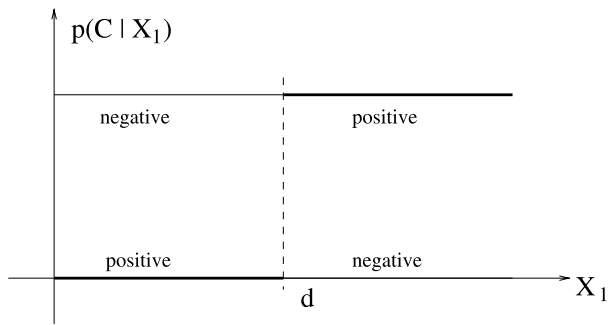 p(C | X₁)
negative
positive
positive
negative
d
X₁